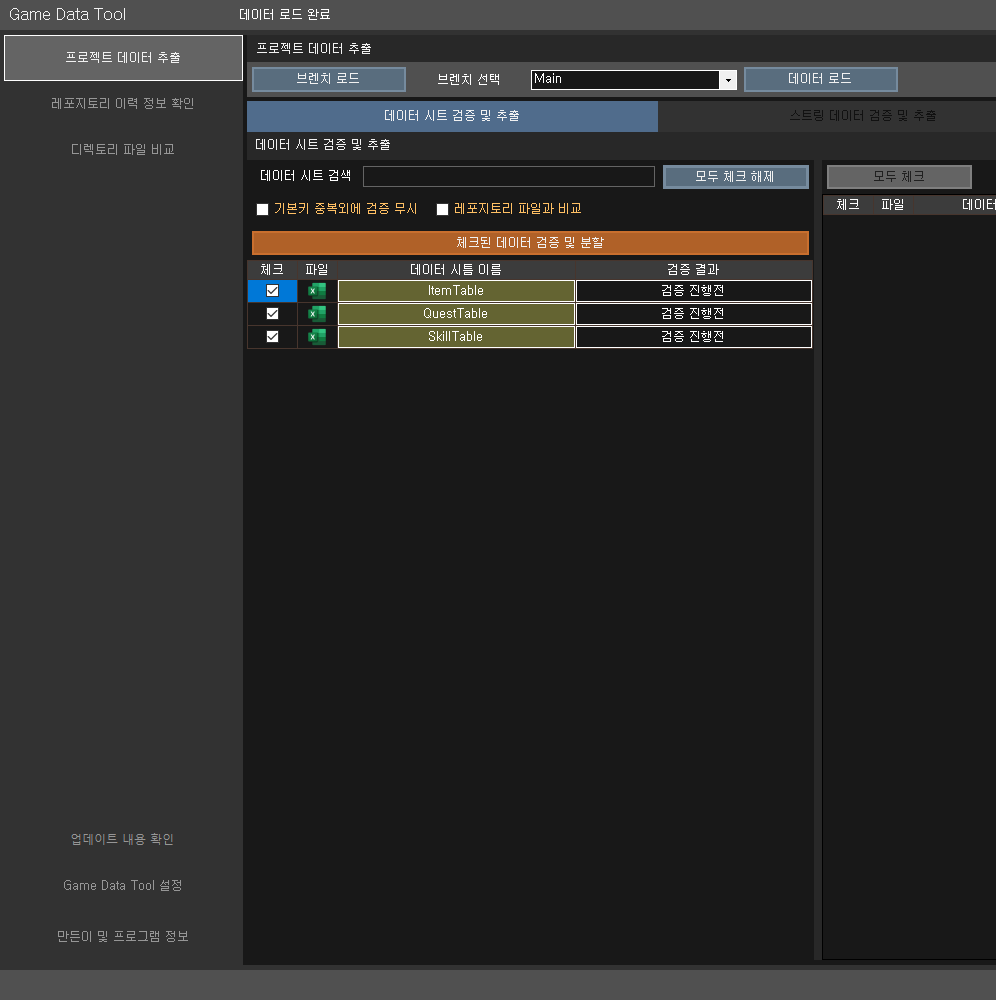 Game Data Tool
데이터 로드 완료
프로젝트 데이터 추출
레포지토리 이력 정보 확인
디렉토리 파일 비교
업데이트 내용 확인
Game Data Tool 설정
만든이 및 프로그램 정보
프로젝트 데이터 추출
브렌치 로드
브렌치 선택
Main
데이터 로드
데이터 시트 검증 및 추출
스트링 데이터 검증 및 추출
데이터 시트 검증 및 추출
데이터 시트 검색
모두 체크 해제
기본키 중복외에 검증 무시
레포지토리 파일과 비교
체크된 데이터 검증 및 분할
체크 파일 데이터 시틈 이름 검증 결과
ItemTable 검증 진행전
QuestTable 검증 진행전
SkillTable 검증 진행전
모두 체크
체크 파일 데이터